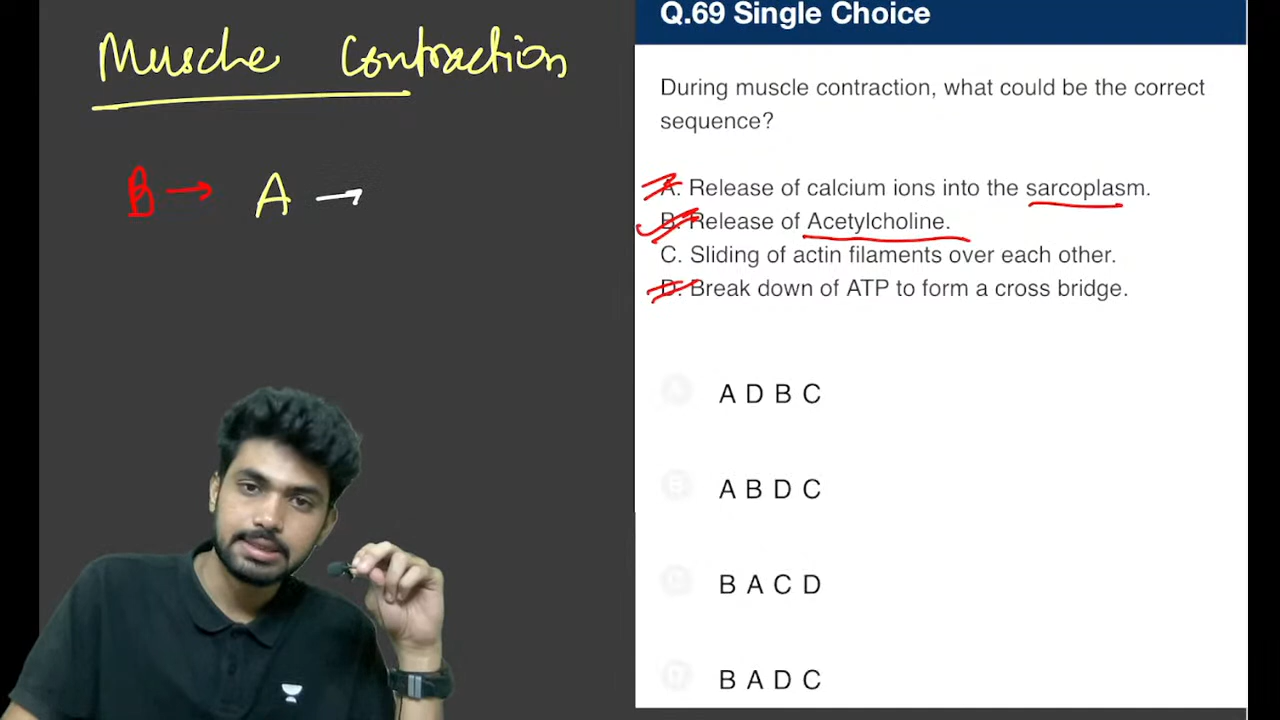 Muscle Contraction
B → A →
Q.69 Single Choice
During muscle contraction, what could be the correct
sequence?
A. Release of calcium ions into the sarcoplasm.
B. Release of Acetylcholine.
C. Sliding of actin filaments over each other.
D. Break down of ATP to form a cross bridge.
A A D B C
B A B D C
C B A C D
D B A D C